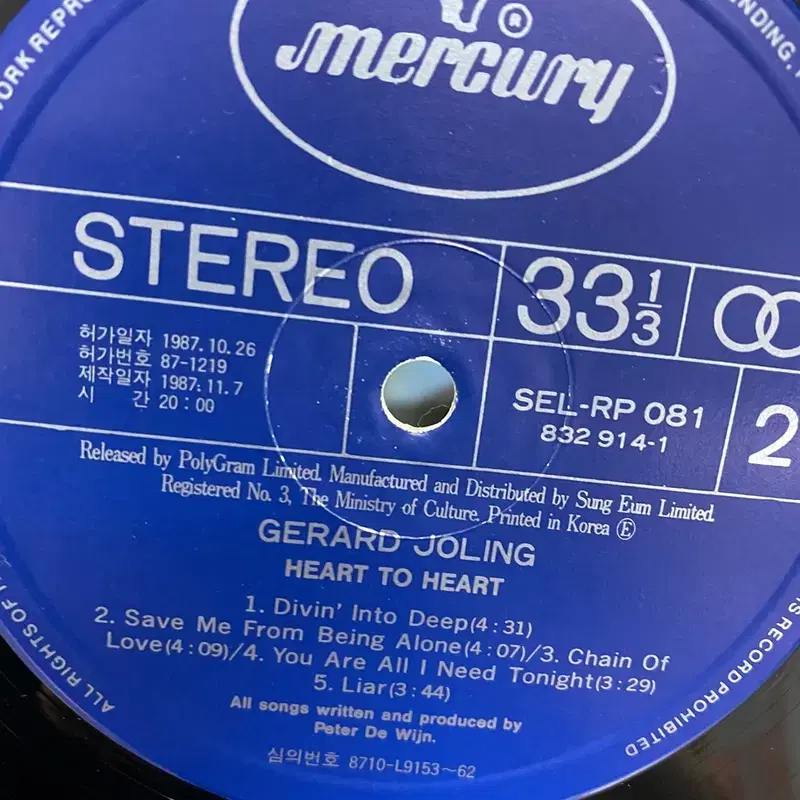 WORK REPRO
ENDING,
®
mercury
STEREO
33 1/3
허가일자 1987.10.26
허가번호 87-1219
제작일자 1987.11.7
시 간 20:00
SEL-RP 081
832 914-1
2
Released by PolyGram Limited. Manufactured and Distributed by Sung Eum Limited.
Registered No. 3, The Ministry of Culture. Printed in Korea Ⓔ
GERARD JOLING
HEART TO HEART
1. Divin' Into Deep(4:31)
2. Save Me From Being Alone(4:07)/3. Chain Of
Love(4:09)/4. You Are All I Need Tonight(3:29)
5. Liar(3:44)
All songs written and produced by
Peter De Wijn.
심의번호 8710-L9153~62
ALL RIGHTS OF
RECORD PROHIBITED